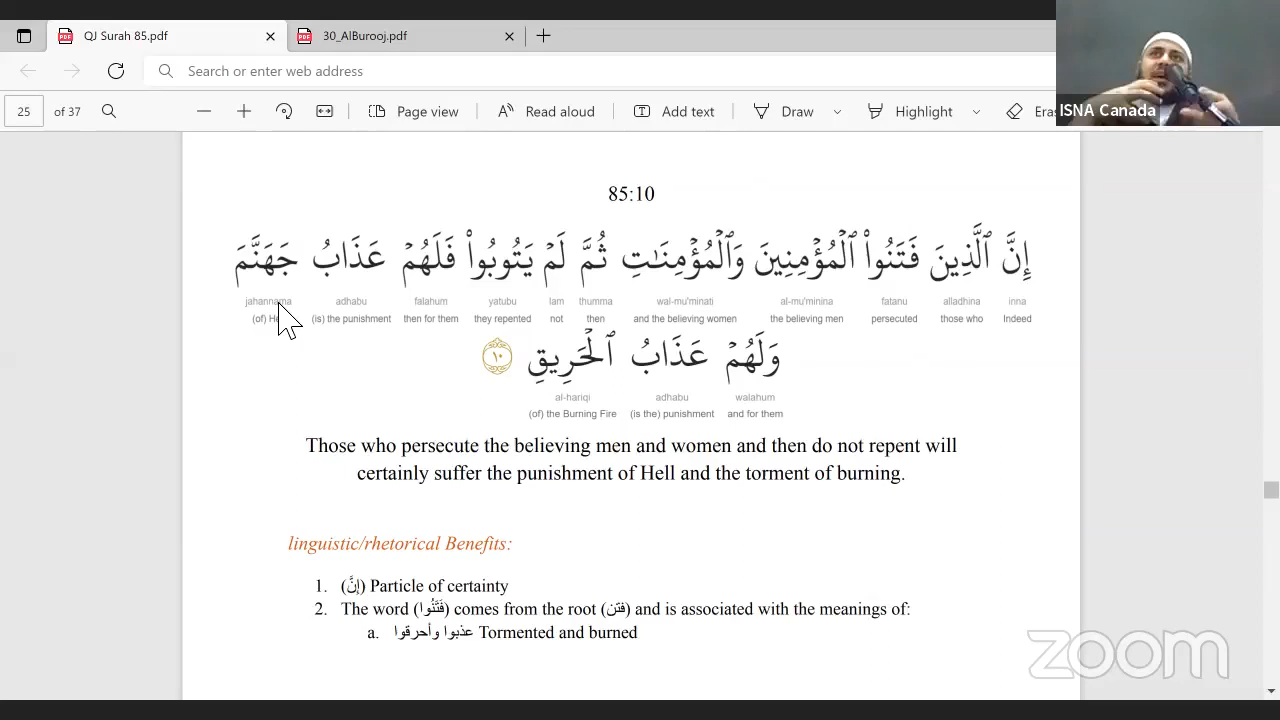 QJ Surah 85.pdf
30_AlBurooj.pdf
Search or enter web address
25 of 37
Page view
Read aloud
Add text
Draw
Highlight
ISNA Canada
85:10
إِنَّ ٱلَّذِينَ فَتَنُوا۟ ٱلْمُؤْمِنِينَ وَٱلْمُؤْمِنَـٰتِ ثُمَّ لَمْ يَتُوبُوا۟ فَلَهُمْ عَذَابُ جَهَنَّمَ
jahannama adhabu falahum yatubu lam thumma wal-mu'minati al-mu'minina fatanu alladhina inna
(of) (is) the punishment then for them they repented not then and the believing women the believing men persecuted those who Indeed
وَلَهُمْ عَذَابُ ٱلْحَرِيقِ ١٠
al-hariqi adhabu walahum
(of) the Burning Fire (is the) punishment and for them
Those who persecute the believing men and women and then do not repent will
certainly suffer the punishment of Hell and the torment of burning.
linguistic/rhetorical Benefits:
1. (إنَّ) Particle of certainty
2. The word (فَتَنُوا) comes from the root (فتن) and is associated with the meanings of:
a. عذبوا وأحرقوا Tormented and burned
zoom